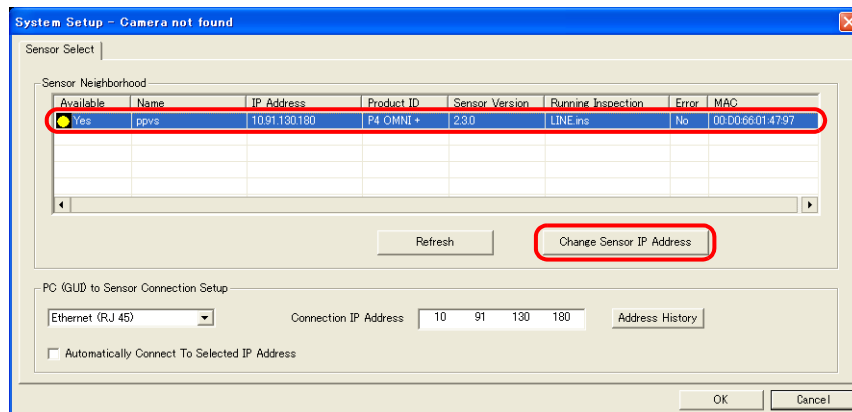 System Setup - Camera not found
Sensor Select
Sensor Neighborhood
Available Name IP Address Product ID Sensor Version Running Inspection Error MAC
Yes ppvs 10.91.130.180 P4 OMNI + 2.3.0 LINE.ins No 00:D0:66:01:47:97
Refresh Change Sensor IP Address
PC (GUI) to Sensor Connection Setup
Ethernet (RJ 45) Connection IP Address 10 91 130 180 Address History
Automatically Connect To Selected IP Address
OK Cancel